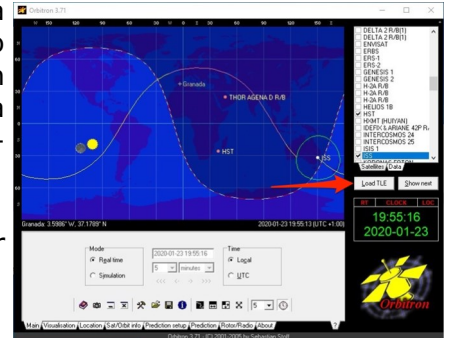 Orbitron 3.71
Granada
THOR AGENA D R/B
HST
ISS
Granada: 3.5986° W, 37.1789° N
2020-01-23 19:55:13 (UTC +1:00)
DELTA 2 R/B(1)
DELTA 2 R/B(1)
ENVISAT
ERBS
ERS-1
ERS-2
GENESIS 1
GENESIS 2
H-2A R/B
H-2A R/B
HELIOS 1B
HST
HXMT (HUIYAN)
INTERCOSMOS 24
INTERCOSMOS 25
ISS 1
ISS
Satellites Data
Load TLE
Show next
RT CLOCK LOC
19:55:16
2020-01-23
Mode
Real time
Simulation
2020-01-23 19:55:16
5 minutes
Time
Local
UTC
5
Orbitron
Main Visualisation Location Sat/Orbit info Prediction setup Prediction Rotor/Radio About
?
Orbitron 3.71 - (C) 2001-2005 by Sebastian Stoff